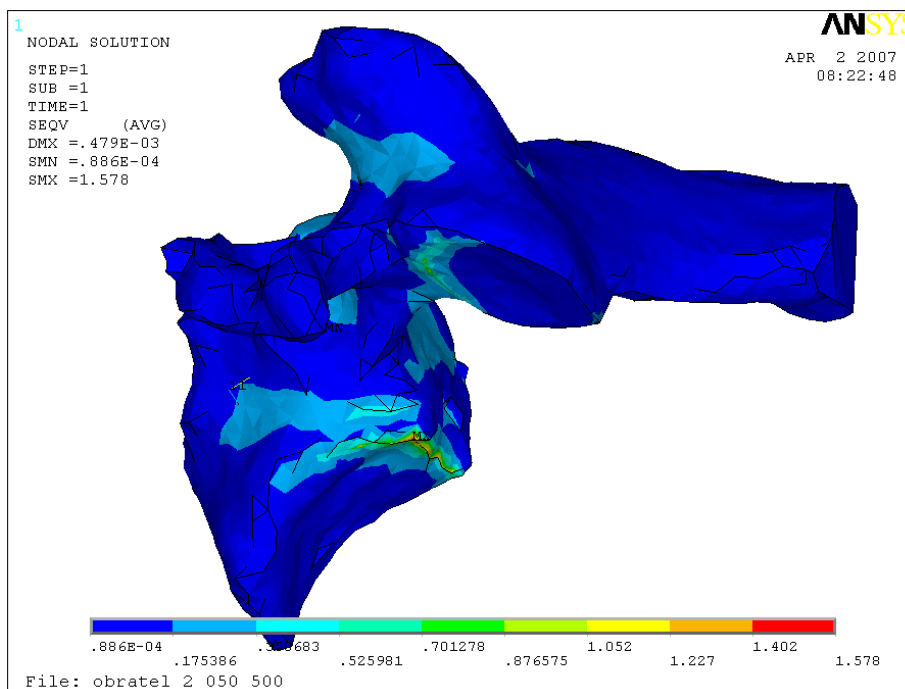 1
ANSYS
NODAL SOLUTION
APR 2 2007
08:22:48
STEP=1
SUB =1
TIME=1
SEQV (AVG)
DMX =.479E-03
SMN =.886E-04
SMX =1.578
MN
MX
.886E-04 .701278 1.052 1.402
.175386 .525981 .876575 1.227 1.578
File: obratel 2 050 500